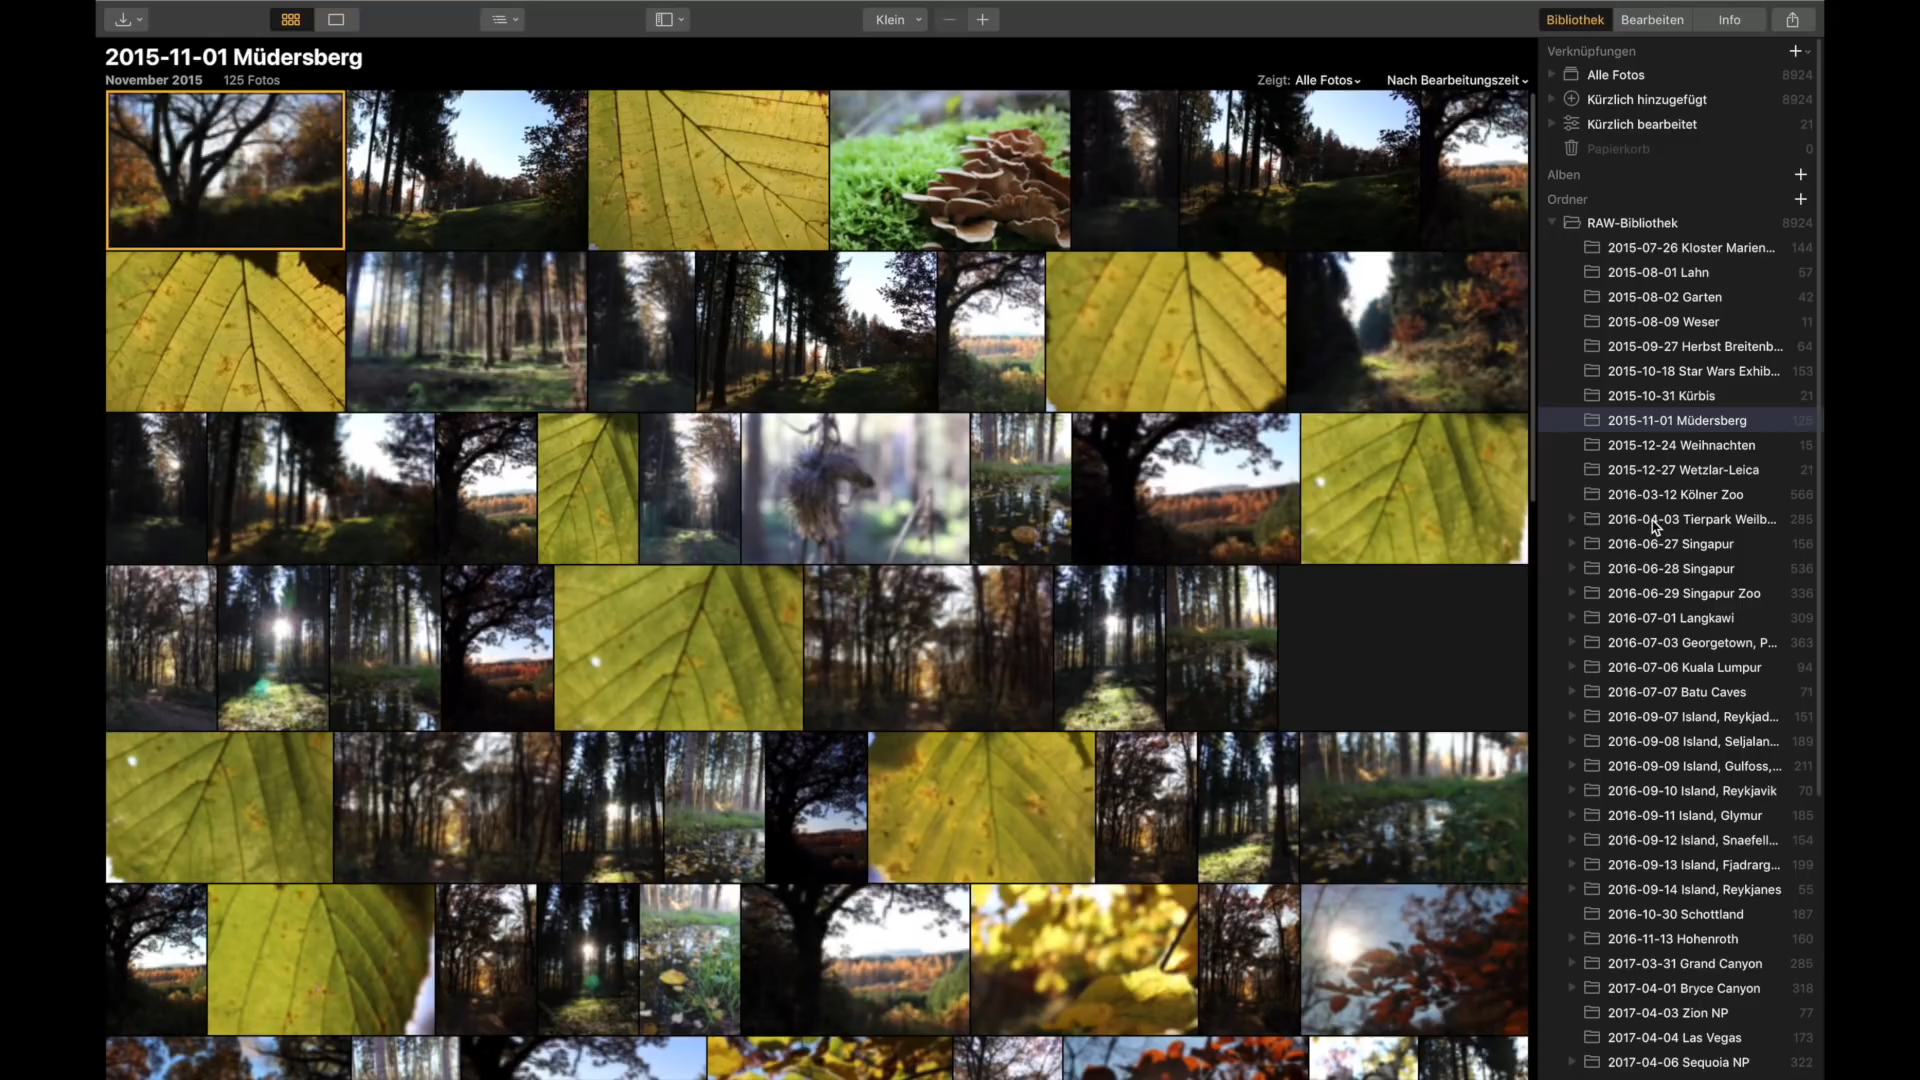 Klein
Bibliothek
Bearbeiten
Info
2015-11-01 Müdersberg
November 2015 125 Fotos
Zeigt: Alle Fotos
Nach Bearbeitungszeit
Verknüpfungen
Alle Fotos 8924
Kürzlich hinzugefügt 8924
Kürzlich bearbeitet 21
Papierkorb 0
Alben
Ordner
RAW-Bibliothek 8924
2015-07-26 Kloster Marien... 144
2015-08-01 Lahn 57
2015-08-02 Garten 42
2015-08-09 Weser 11
2015-09-27 Herbst Breitenb... 64
2015-10-18 Star Wars Exhib... 153
2015-10-31 Kürbis 21
2015-11-01 Müdersberg 125
2015-12-24 Weihnachten 15
2015-12-27 Wetzlar-Leica 21
2016-03-12 Kölner Zoo 566
2016-04-03 Tierpark Weilb... 285
2016-06-27 Singapur 156
2016-06-28 Singapur 536
2016-06-29 Singapur Zoo 336
2016-07-01 Langkawi 309
2016-07-03 Georgetown, P... 363
2016-07-06 Kuala Lumpur 94
2016-07-07 Batu Caves 71
2016-09-07 Island, Reykjad... 151
2016-09-08 Island, Seljalan... 189
2016-09-09 Island, Gulfoss,... 211
2016-09-10 Island, Reykjavik 70
2016-09-11 Island, Glymur 185
2016-09-12 Island, Snaefell... 154
2016-09-13 Island, Fjadrarg... 199
2016-09-14 Island, Reykjanes 55
2016-10-30 Schottland 187
2016-11-13 Hohenroth 160
2017-03-31 Grand Canyon 285
2017-04-01 Bryce Canyon 318
2017-04-03 Zion NP 77
2017-04-04 Las Vegas 173
2017-04-06 Sequoia NP 322